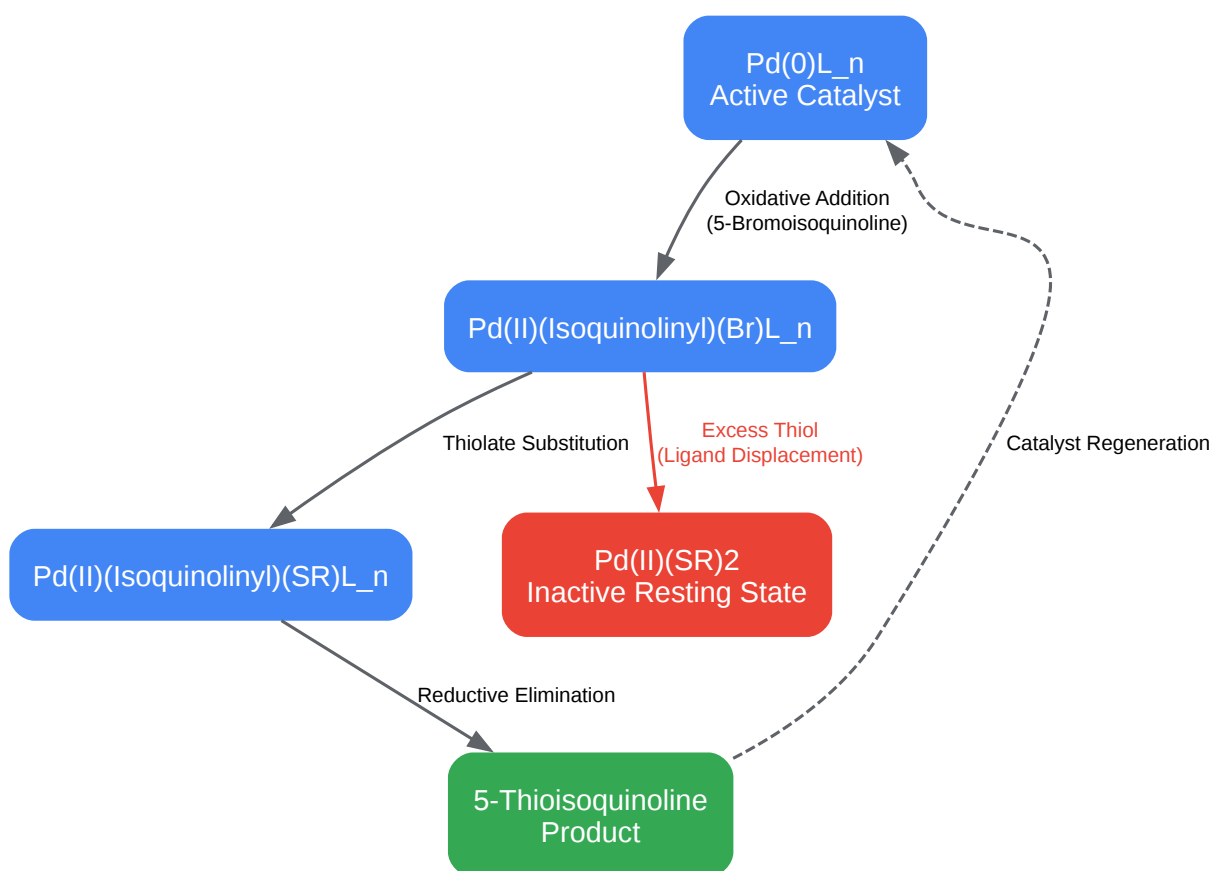 Pd(0)L_n
Active Catalyst
Oxidative Addition
(5-Bromoisoquinoline)
Pd(II)(Isoquinolinyl)(Br)L_n
Thiolate Substitution
Excess Thiol
(Ligand Displacement)
Catalyst Regeneration
Pd(II)(Isoquinolinyl)(SR)L_n
Pd(II)(SR)2
Inactive Resting State
Reductive Elimination
5-Thioisoquinoline
Product